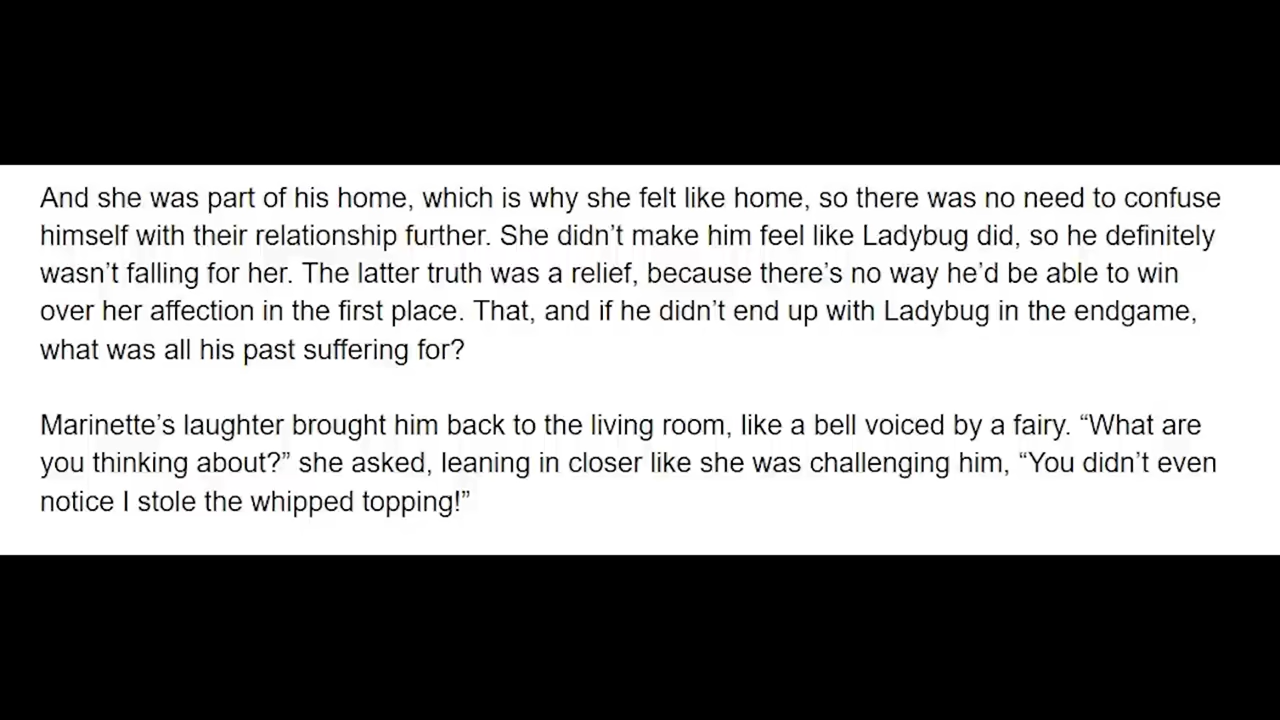 And she was part of his home, which is why she felt like home, so there was no need to confuse
himself with their relationship further. She didn’t make him feel like Ladybug did, so he definitely
wasn’t falling for her. The latter truth was a relief, because there’s no way he’d be able to win
over her affection in the first place. That, and if he didn’t end up with Ladybug in the endgame,
what was all his past suffering for?
Marinette’s laughter brought him back to the living room, like a bell voiced by a fairy. “What are
you thinking about?” she asked, leaning in closer like she was challenging him, “You didn’t even
notice I stole the whipped topping!”